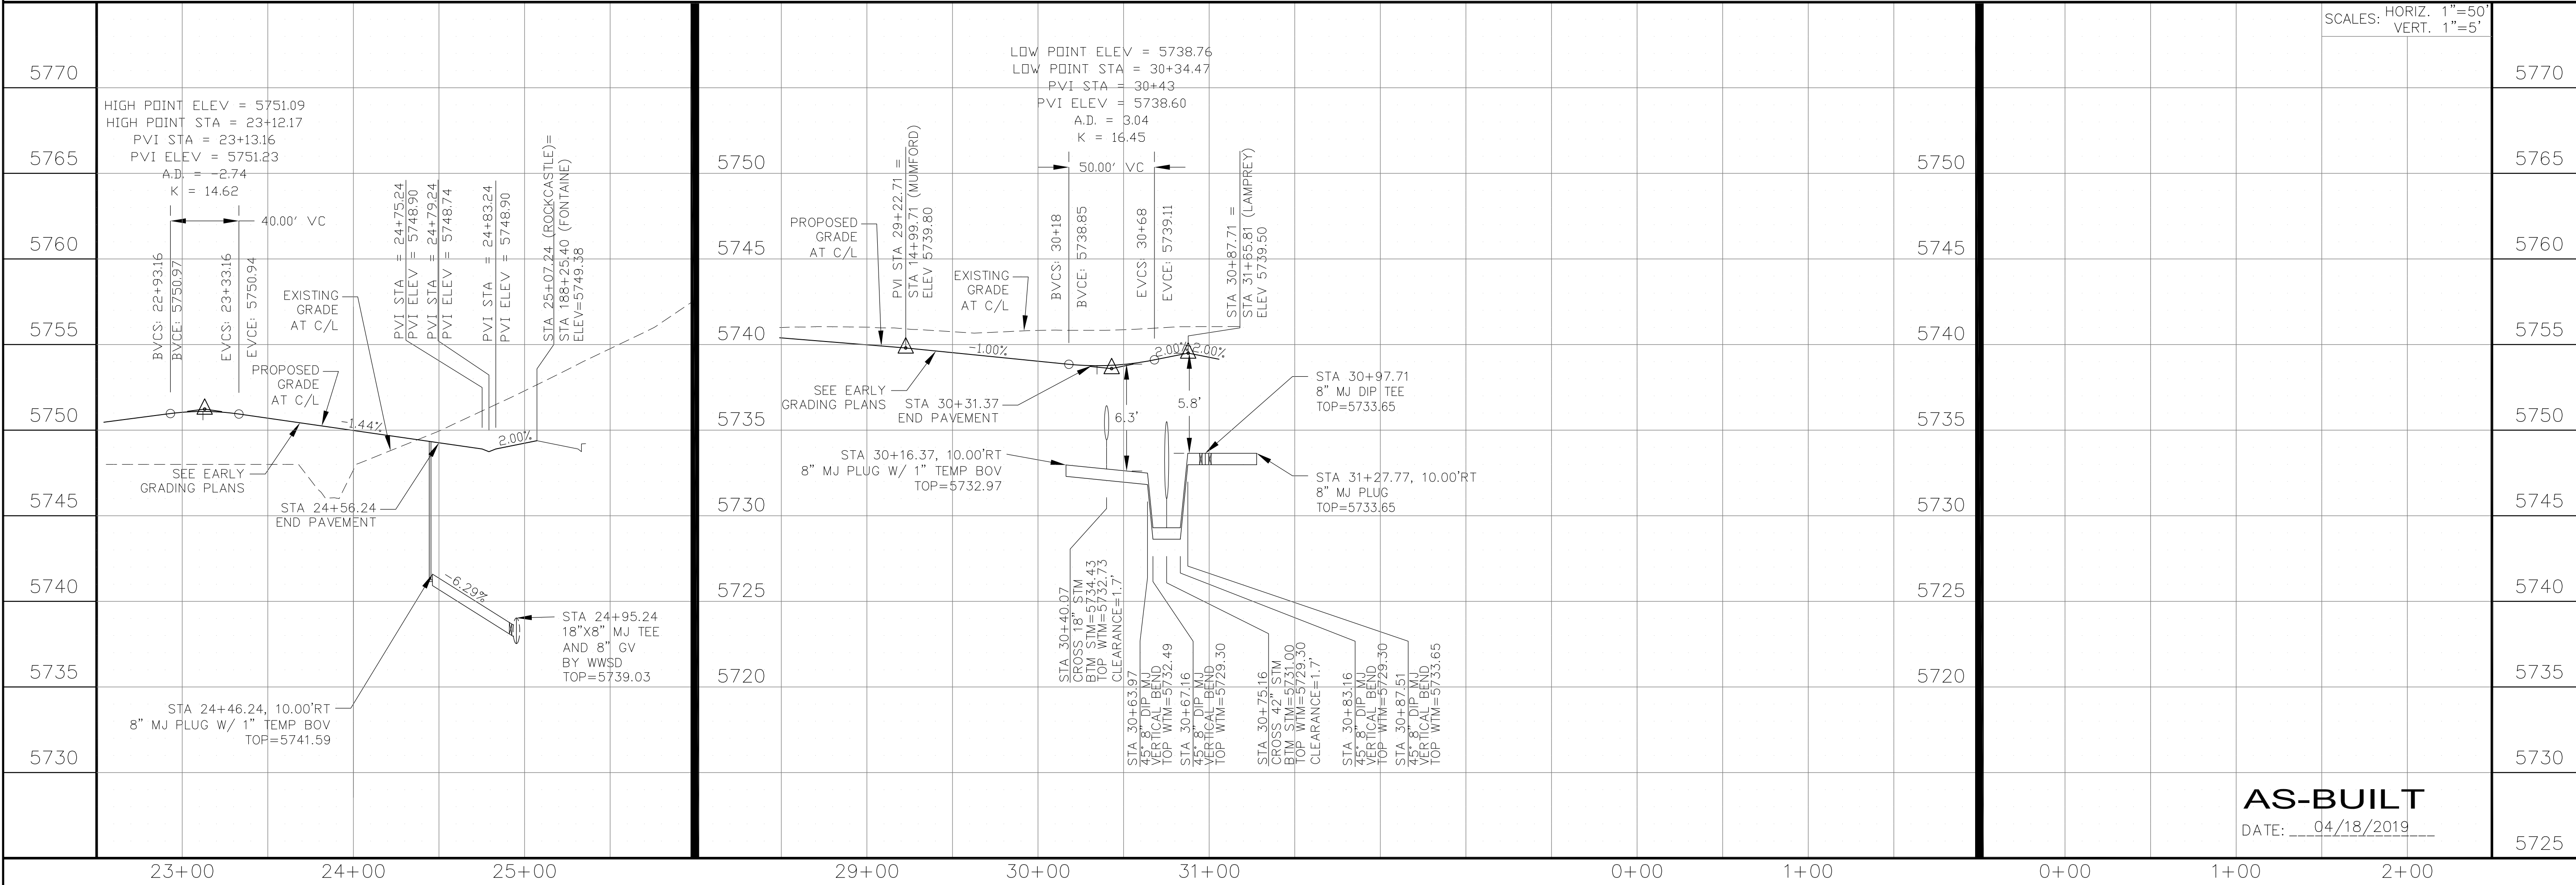 SCALES: HORIZ. 1"=50'
VERT. 1"=5'
5770
5765
5760
5755
5750
5745
5740
5735
5730
HIGH POINT ELEV = 5751.09
HIGH POINT STA = 23+12.17
PVI STA = 23+13.16
PVI ELEV = 5751.23
A.D. = -2.74
K = 14.62
40.00' VC
BVCS: 22+93.16
BVCE: 5750.97
EVCS: 23+33.16
EVCE: 5750.94
EXISTING
GRADE
AT C/L
PROPOSED
GRADE
AT C/L
PVI STA = 24+75.24
PVI ELEV = 5748.90
PVI STA = 24+79.24
PVI ELEV = 5748.74
PVI STA = 24+83.24
PVI ELEV = 5748.90
STA 25+07.24 (ROCKCASTLE)=
STA 188+25.40 (FONTAINE)
ELEV=5749.38
-1.44%
2.00%
SEE EARLY
GRADING PLANS
STA 24+56.24
END PAVEMENT
-6.29%
STA 24+95.24
18"X8" MJ TEE
AND 8" GV
BY WWSD
TOP=5739.03
STA 24+46.24, 10.00'RT
8" MJ PLUG W/ 1" TEMP BOV
TOP=5741.59
5750
5745
5740
5735
5730
5725
5720
LOW POINT ELEV = 5738.76
LOW POINT STA = 30+34.47
PVI STA = 30+43
PVI ELEV = 5738.60
A.D. = 3.04
K = 16.45
50.00' VC
PROPOSED
GRADE
AT C/L
PVI STA 29+22.71 =
STA 14+99.71 (MUMFORD)
ELEV 5739.80
EXISTING
GRADE
AT C/L
BVCS: 30+18
BVCE: 5738.85
EVCS: 30+68
EVCE: 5739.11
STA 30+87.71 =
STA 31+65.81 (LAMPREY)
ELEV 5739.50
-1.00%
2.00%
-2.00%
SEE EARLY
GRADING PLANS
STA 30+31.37
END PAVEMENT
6.3'
5.8'
STA 30+97.71
8" MJ DIP TEE
TOP=5733.65
STA 30+16.37, 10.00'RT
8" MJ PLUG W/ 1" TEMP BOV
TOP=5732.97
STA 31+27.77, 10.00'RT
8" MJ PLUG
TOP=5733.65
STA 30+40.07
CROSS 18" STM
BTM STM=5734.43
TOP WTM=5732.73
CLEARANCE=1.7'
STA 30+63.97
45° 8" DIP MJ
VERTICAL BEND
TOP WTM=5732.49
STA 30+67.16
45° 8" DIP MJ
VERTICAL BEND
TOP WTM=5729.30
STA 30+75.16
CROSS 42" STM
BTM STM=5731.00
TOP WTM=5729.30
CLEARANCE=1.7'
STA 30+83.16
45° 8" DIP MJ
VERTICAL BEND
TOP WTM=5729.30
STA 30+87.51
45° 8" DIP MJ
VERTICAL BEND
TOP WTM=5733.65
5750
5745
5740
5735
5730
5725
5720
5770
5765
5760
5755
5750
5745
5740
5735
5730
5725
AS-BUILT
DATE: 04/18/2019
23+00 24+00 25+00 29+00 30+00 31+00 0+00 1+00 0+00 1+00 2+00